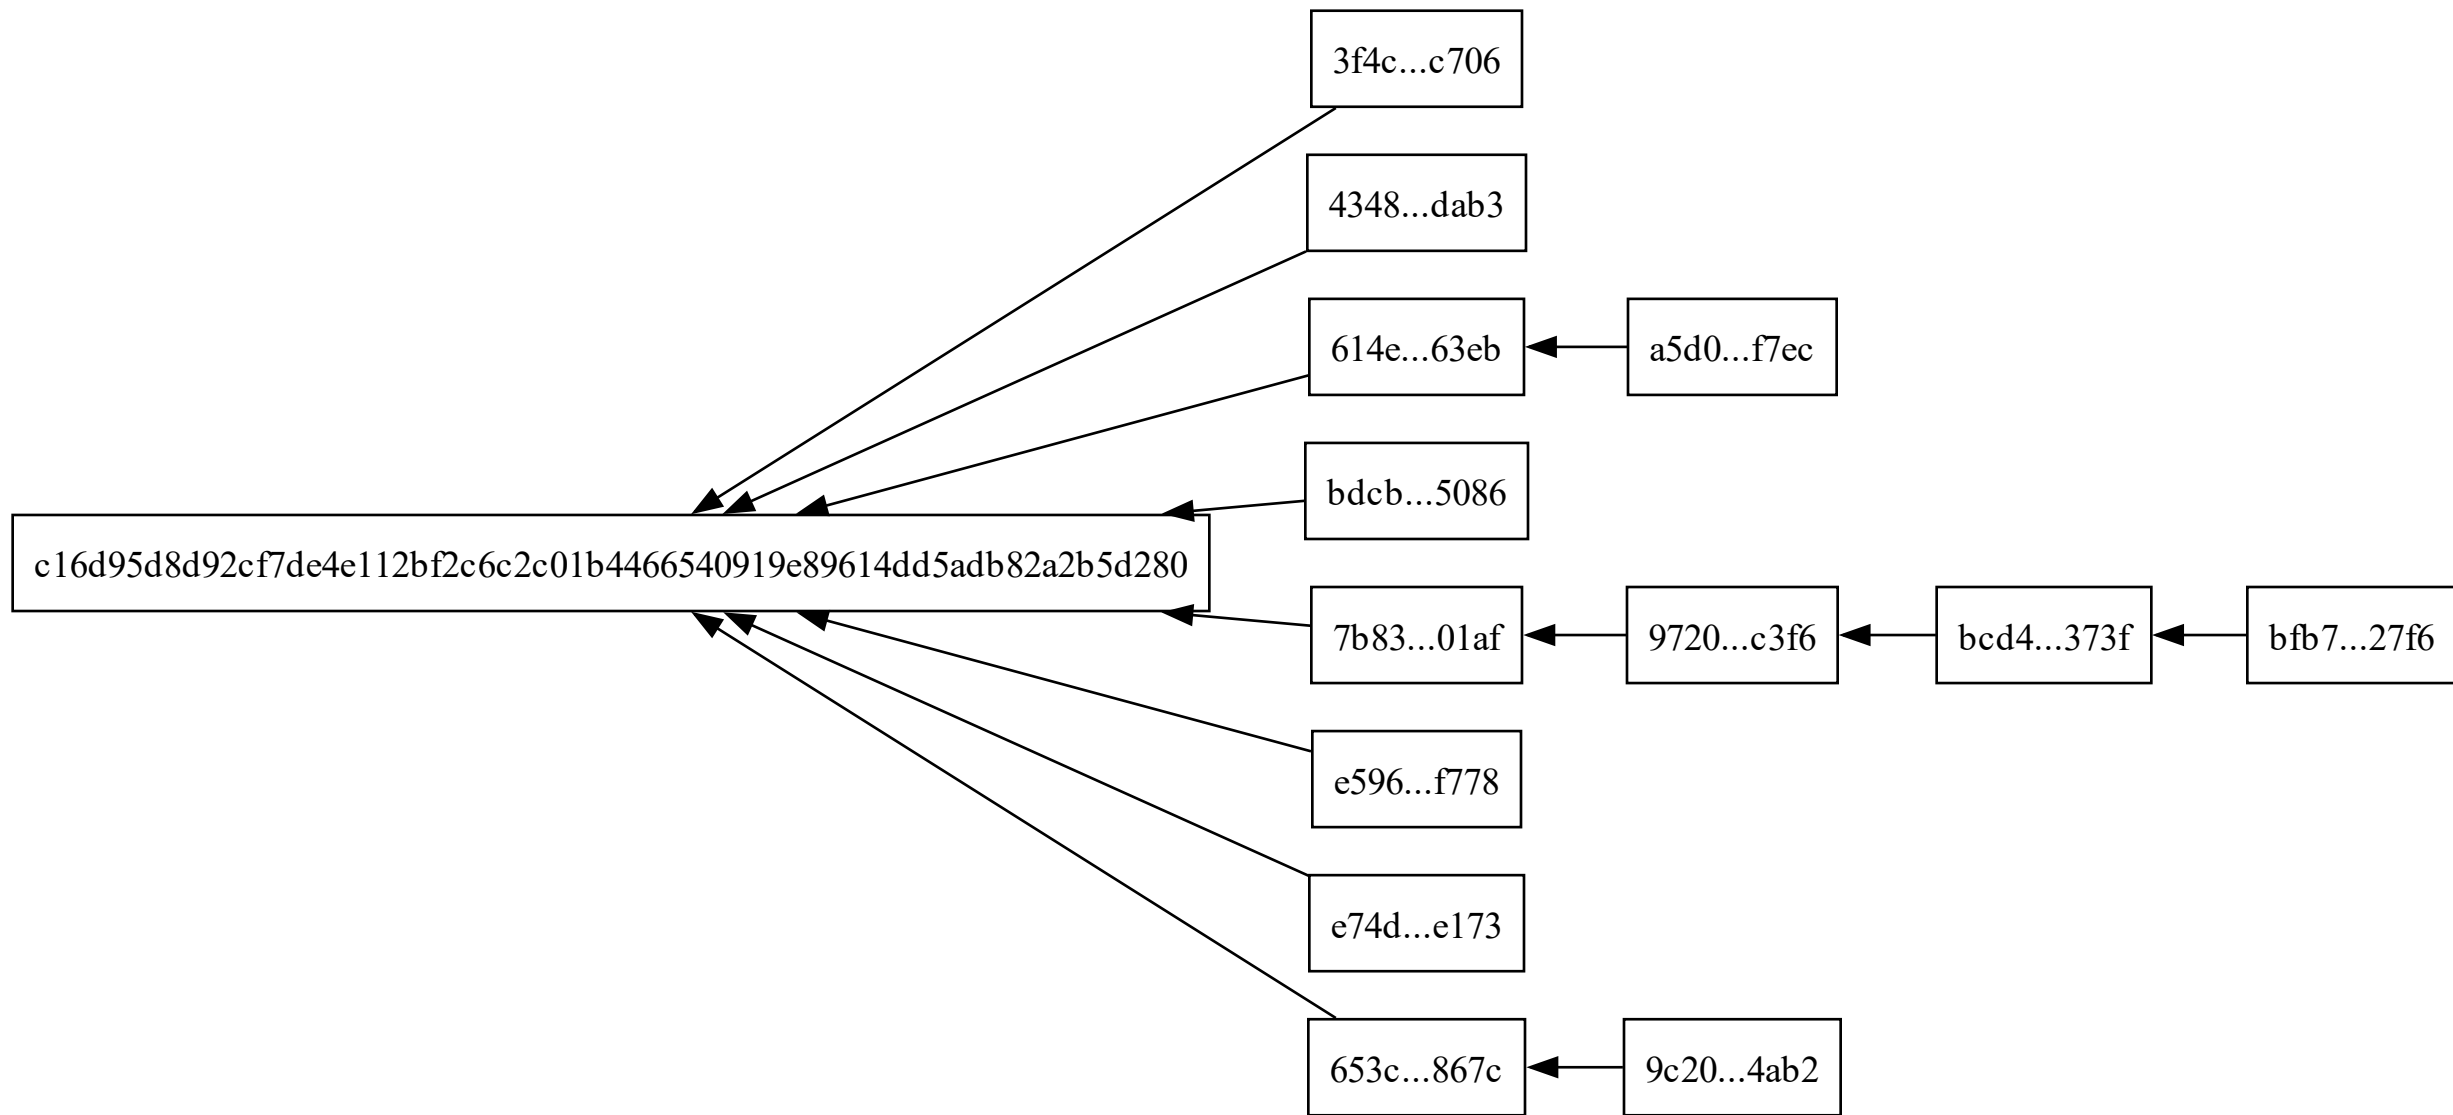 3f4c...c706
4348...dab3
614e...63eb
a5d0...f7ec
bdcb...5086
c16d95d8d92cf7de4e112bf2c6c2c01b4466540919e89614dd5adb82a2b5d280
7b83...01af
9720...c3f6
bcd4...373f
bfb7...27f6
e596...f778
e74d...e173
653c...867c
9c20...4ab2